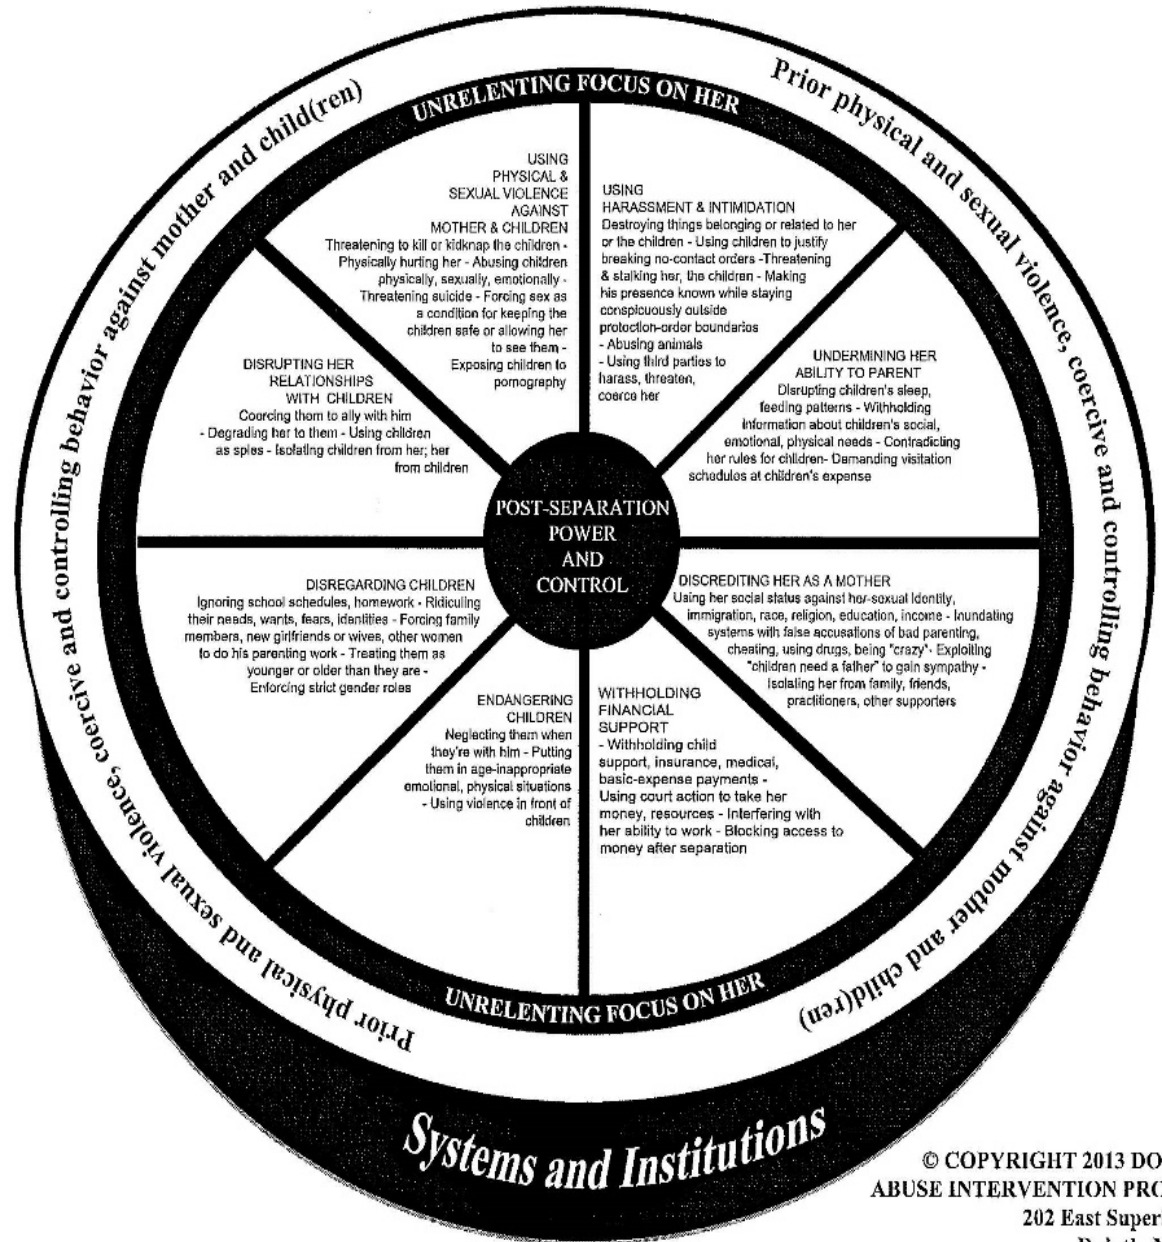 Prior physical and sexual violence, coercive and controlling behavior against mother and child(ren)
Prior physical and sexual violence, coercive and controlling behavior against mother and child(ren)
UNRELENTING FOCUS ON HER
USING
PHYSICAL &
SEXUAL VIOLENCE
AGAINST
MOTHER & CHILDREN
Threatening to kill or kidknap the children -
Physically hurting her - Abusing children
physically, sexually, emotionally -
Threatening suicide - Forcing sex as
a condition for keeping the
children safe or allowing her
to see them -
Exposing children to
pornography
USING
HARASSMENT & INTIMIDATION
Destroying things belonging or related to her
or the children - Using children to justify
breaking no-contact orders -Threatening
& stalking her, the children - Making
his presence known while staying
conspicuously outside
protection-order boundaries
- Abusing animals
- Using third parties to
harass, threaten,
coerce her
UNDERMINING HER
ABILITY TO PARENT
Disrupting children's sleep,
feeding patterns - Withholding
information about children's social,
emotional, physical needs - Contradicting
her rules for children- Demanding visitation
schedules at children's expense
DISRUPTING HER
RELATIONSHIPS
WITH CHILDREN
Coercing them to ally with him
- Degrading her to them - Using children
as spies - Isolating children from her; her
from children
POST-SEPARATION
POWER
AND
CONTROL
DISCREDITING HER AS A MOTHER
Using her social status against her-sexual identity,
immigration, race, religion, education, income - Inundating
systems with false accusations of bad parenting,
cheating, using drugs, being "crazy"- Exploiting
"children need a father" to gain sympathy -
Isolating her from family, friends,
practitioners, other supporters
DISREGARDING CHILDREN
Ignoring school schedules, homework - Ridiculing
their needs, wants, fears, identities - Forcing family
members, new girlfriends or wives, other women
to do his parenting work - Treating them as
younger or older than they are -
Enforcing strict gender roles
ENDANGERING
CHILDREN
Neglecting them when
they're with him - Putting
them in age-inappropriate
emotional, physical situations
- Using violence in front of
children
WITHHOLDING
FINANCIAL
SUPPORT
- Withholding child
support, insurance, medical,
basic-expense payments -
Using court action to take her
money, resources - Interfering with
her ability to work - Blocking access to
money after separation
UNRELENTING FOCUS ON HER
Systems and Institutions
© COPYRIGHT 2013 DO
ABUSE INTERVENTION PRO
202 East Super